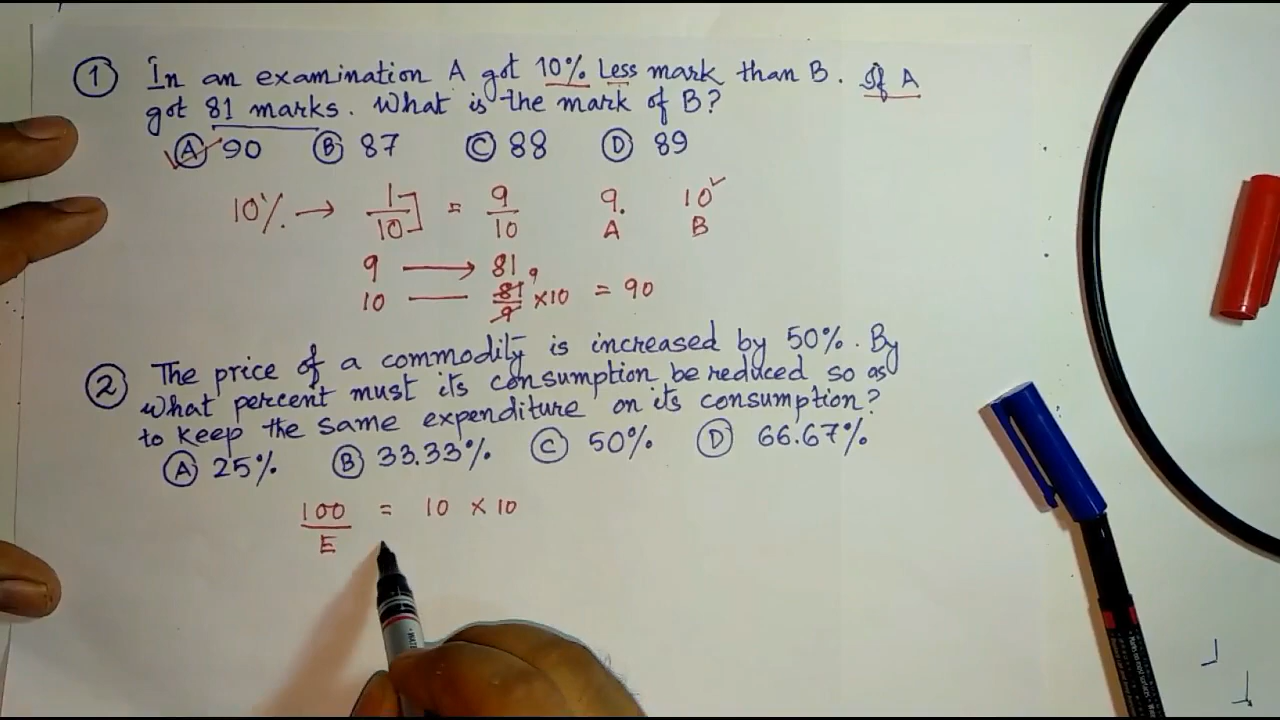 1 In an examination A got 10% Less mark than B. If A
got 81 marks. What is the mark of B?
A 90 B 87 C 88 D 89
10% → 1/10 = 9/10 9. 10
A B
9 → 81
10 — 81/9 × 10 = 90
9
2 The price of a commodity is increased by 50%. By
what percent must its consumption be reduced so as
to keep the same expenditure on its consumption?
A 25% B 33.33% C 50% D 66.67%
100/E = 10 × 10